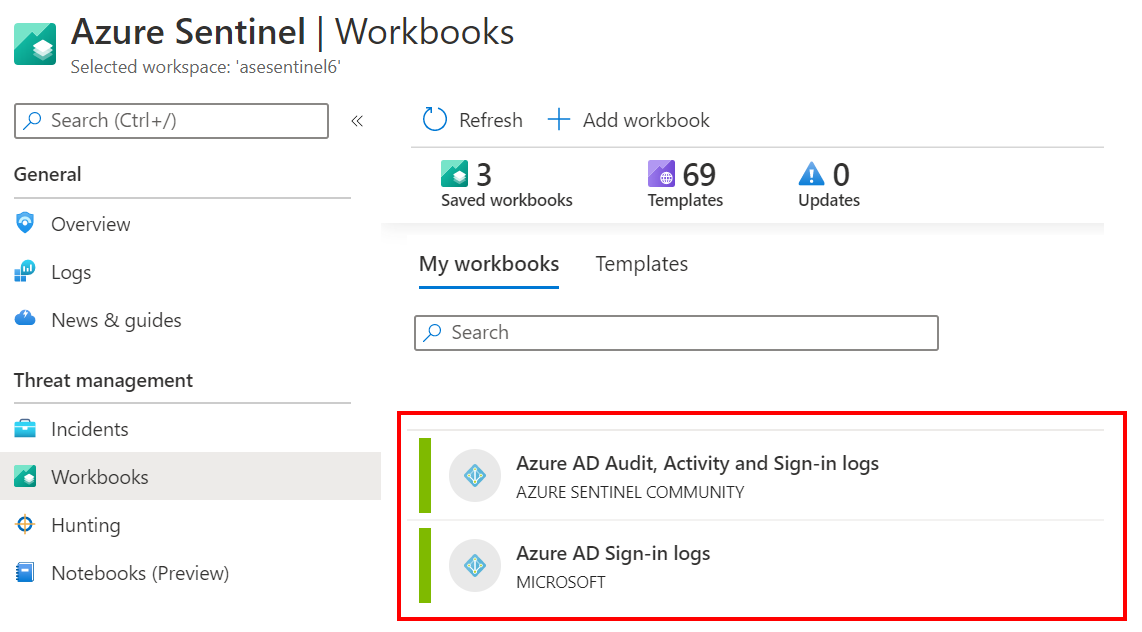 Azure Sentinel | Workbooks
Selected workspace: 'asesentinel6'
Search (Ctrl+/)
«
General
Overview
Logs
News & guides
Threat management
Incidents
Workbooks
Hunting
Notebooks (Preview)
Refresh
Add workbook
3
Saved workbooks
69
Templates
0
Updates
My workbooks
Templates
Search
Azure AD Audit, Activity and Sign-in logs
AZURE SENTINEL COMMUNITY
Azure AD Sign-in logs
MICROSOFT